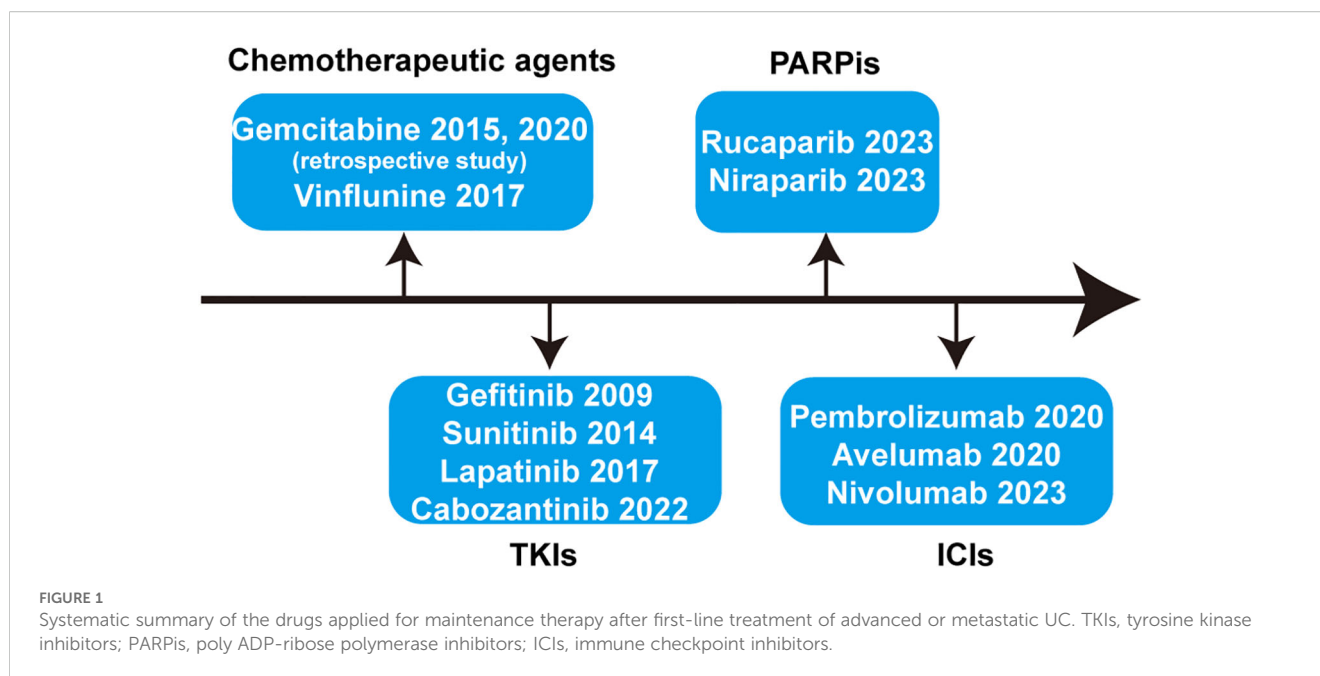 Chemotherapeutic agents
Gemcitabine 2015, 2020
(retrospective study)
Vinflunine 2017
PARPis
Rucaparib 2023
Niraparib 2023
Gefitinib 2009
Sunitinib 2014
Lapatinib 2017
Cabozantinib 2022
TKIs
Pembrolizumab 2020
Avelumab 2020
Nivolumab 2023
ICIs
FIGURE 1
Systematic summary of the drugs applied for maintenance therapy after first-line treatment of advanced or metastatic UC. TKIs, tyrosine kinase
inhibitors; PARPis, poly ADP-ribose polymerase inhibitors; ICIs, immune checkpoint inhibitors.